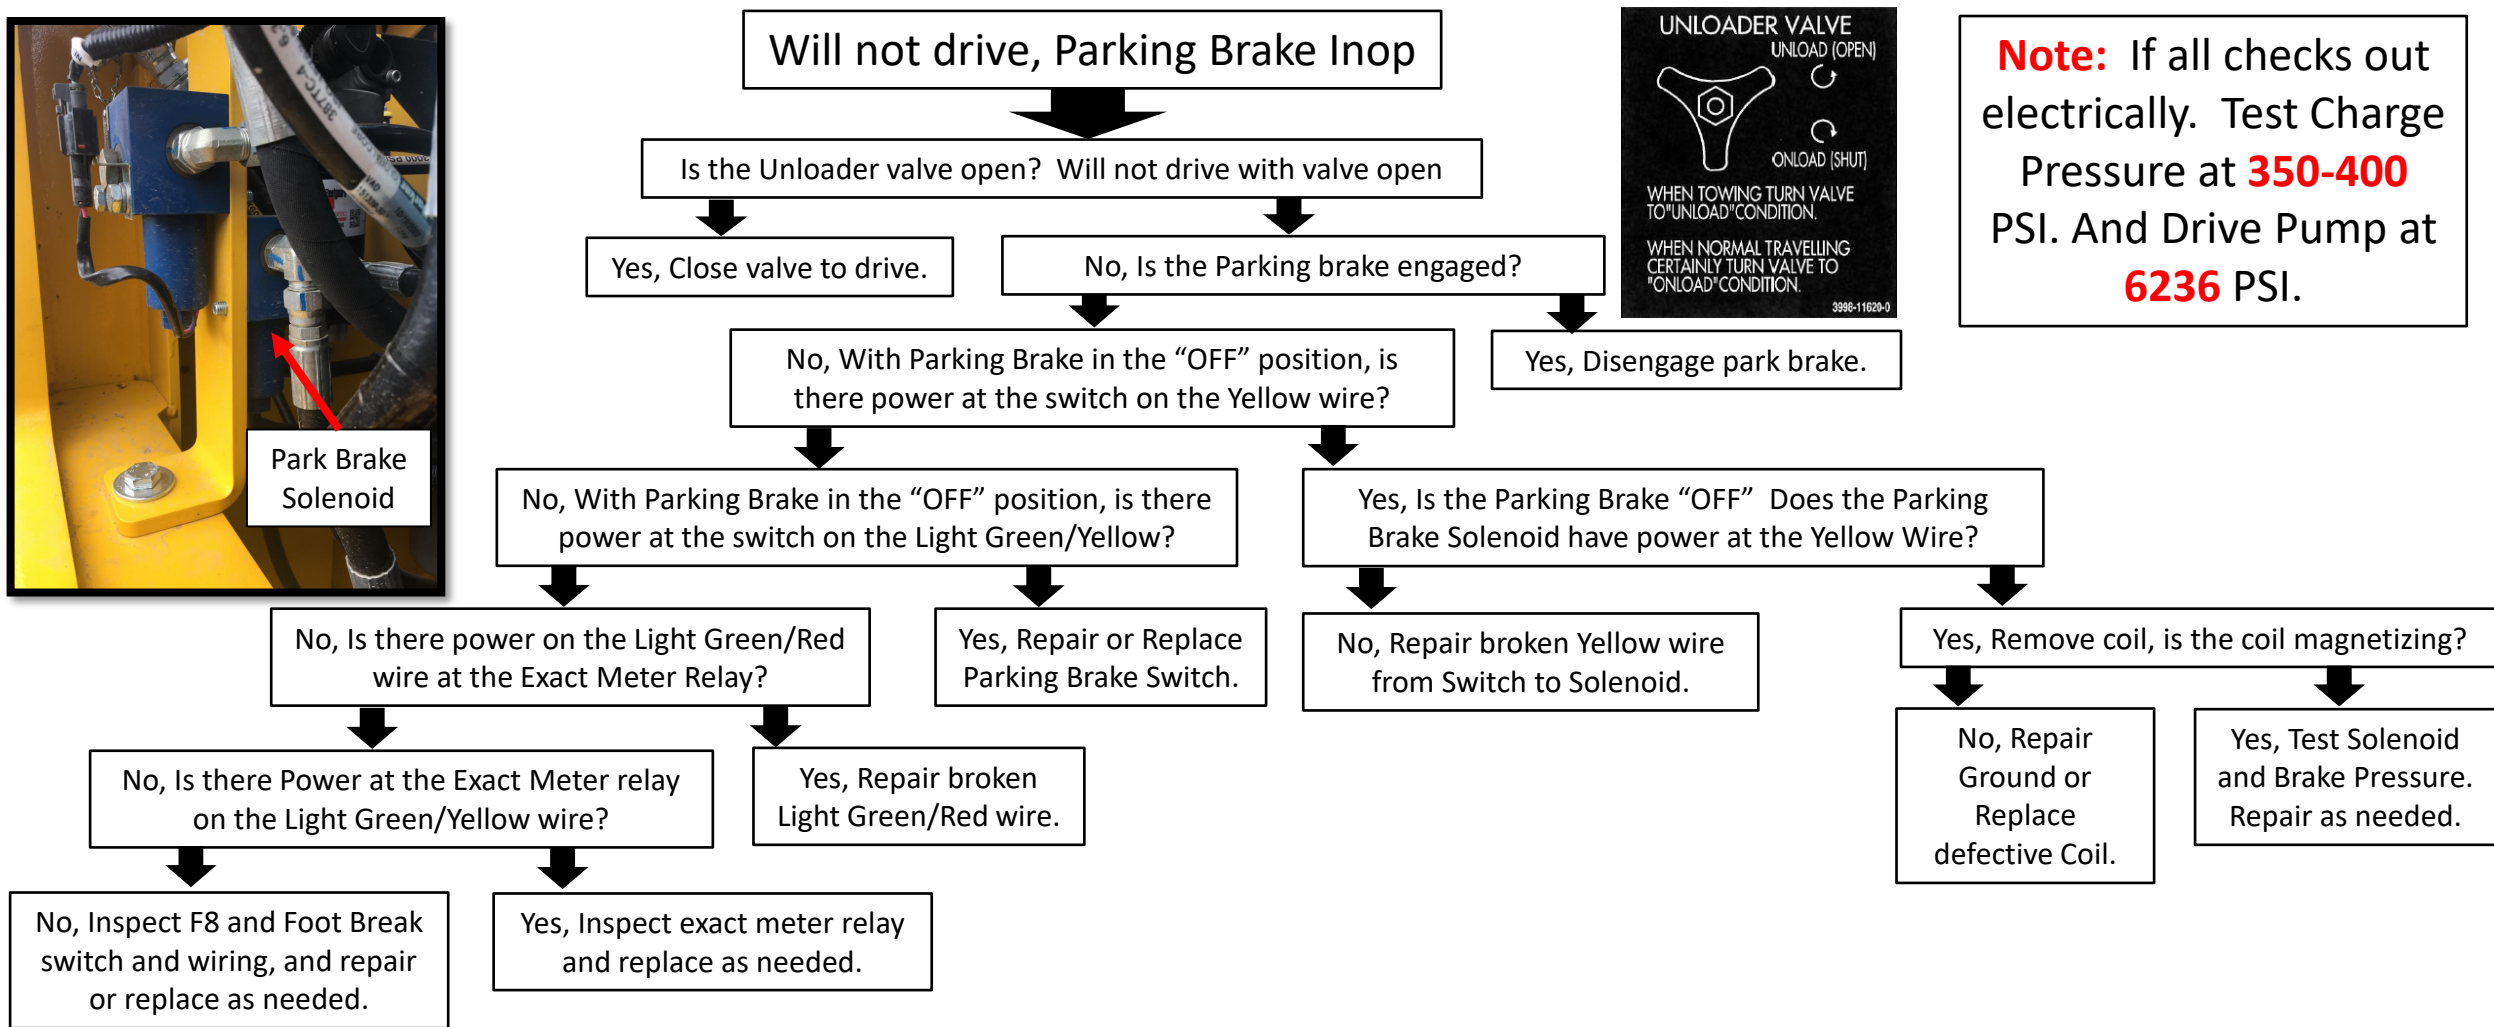 Will not drive, Parking Brake Inop
UNLOADER VALVE
UNLOAD (OPEN)
ONLOAD (SHUT)
WHEN TOWING TURN VALVE
TO"UNLOAD"CONDITION.
WHEN NORMAL TRAVELLING
CERTAINLY TURN VALVE TO
"ONLOAD"CONDITION.
3998-11620-0
Note: If all checks out
electrically. Test Charge
Pressure at 350-400
PSI. And Drive Pump at
6236 PSI.
Is the Unloader valve open? Will not drive with valve open
Yes, Close valve to drive.
No, Is the Parking brake engaged?
No, With Parking Brake in the “OFF” position, is
there power at the switch on the Yellow wire?
Yes, Disengage park brake.
Park Brake
Solenoid
No, With Parking Brake in the “OFF” position, is there
power at the switch on the Light Green/Yellow?
Yes, Is the Parking Brake “OFF” Does the Parking
Brake Solenoid have power at the Yellow Wire?
No, Is there power on the Light Green/Red
wire at the Exact Meter Relay?
Yes, Repair or Replace
Parking Brake Switch.
No, Repair broken Yellow wire
from Switch to Solenoid.
Yes, Remove coil, is the coil magnetizing?
No, Is there Power at the Exact Meter relay
on the Light Green/Yellow wire?
Yes, Repair broken
Light Green/Red wire.
No, Repair
Ground or
Replace
defective Coil.
Yes, Test Solenoid
and Brake Pressure.
Repair as needed.
No, Inspect F8 and Foot Break
switch and wiring, and repair
or replace as needed.
Yes, Inspect exact meter relay
and replace as needed.